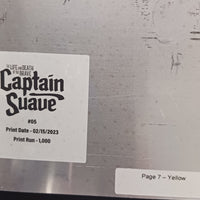 THE LIFE AND DEATH
OF THE BRAVE
Captain
Suave
#05
Print Date - 02/15/2023
Print Run - 1,000
Page 7 – Yellow